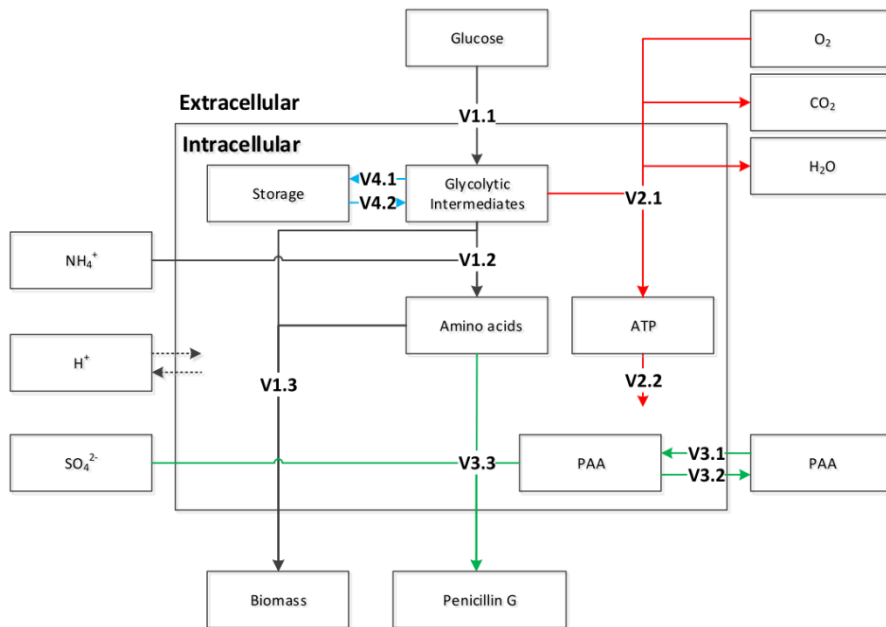 Glucose
O₂
Extracellular
CO₂
V1.1
Intracellular
H₂O
Storage
V4.1
V4.2
Glycolytic
Intermediates
V2.1
NH₄⁺
V1.2
Amino acids
ATP
H⁺
V1.3
V2.2
SO₄²⁻
V3.3
PAA
V3.1
V3.2
PAA
Biomass
Penicillin G